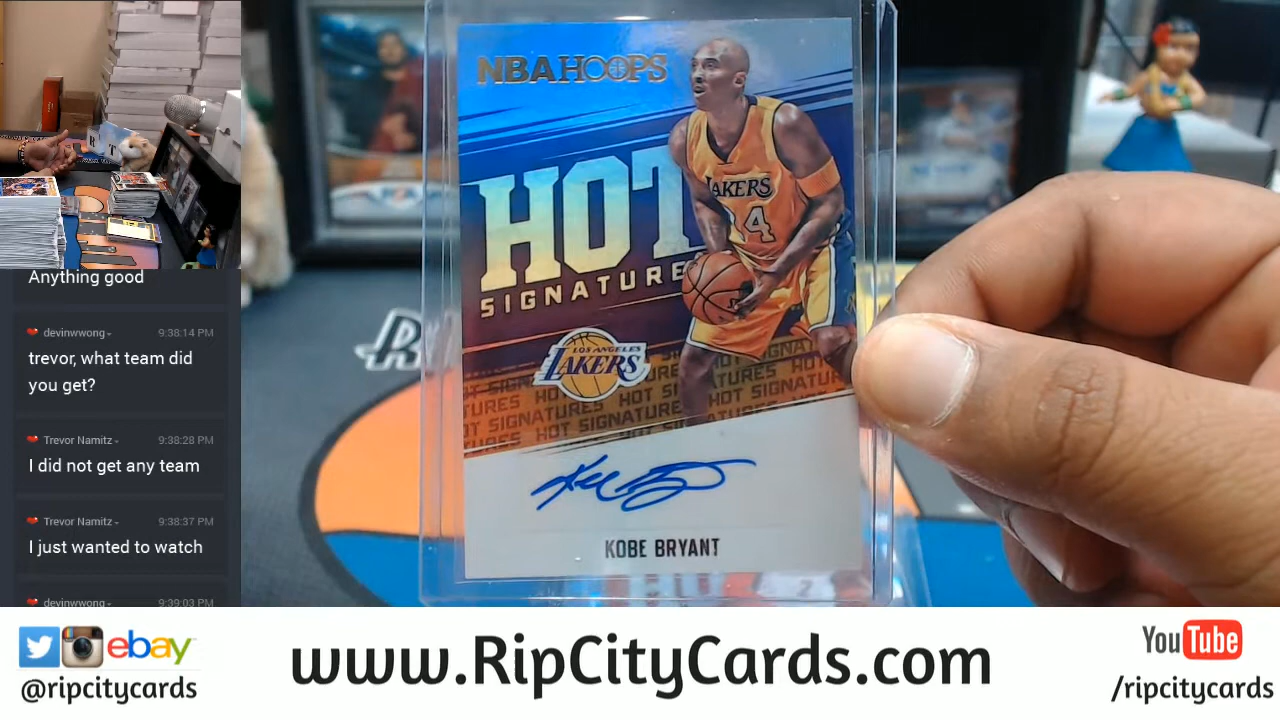 Anything good
devinwwong
9:38:14 PM
trevor, what team did
you get?
Trevor Namitz
9:38:28 PM
I did not get any team
Trevor Namitz
9:38:37 PM
I just wanted to watch
devinwwong
9:39:03 PM
NBA HOOPS
HOT
SIGNATURES
LAKERS
LOS ANGELES
LAKERS
HOT SIGNATURES
HOT SIGNATURES
KOBE BRYANT
ebay
@ripcitycards
www.RipCityCards.com
YouTube
/ripcitycards